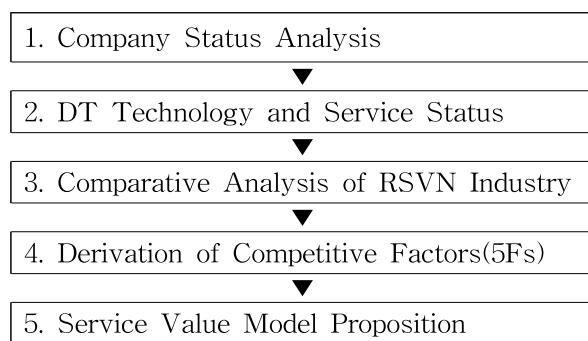 1. Company Status Analysis
2. DT Technology and Service Status
3. Comparative Analysis of RSVN Industry
4. Derivation of Competitive Factors(5Fs)
5. Service Value Model Proposition